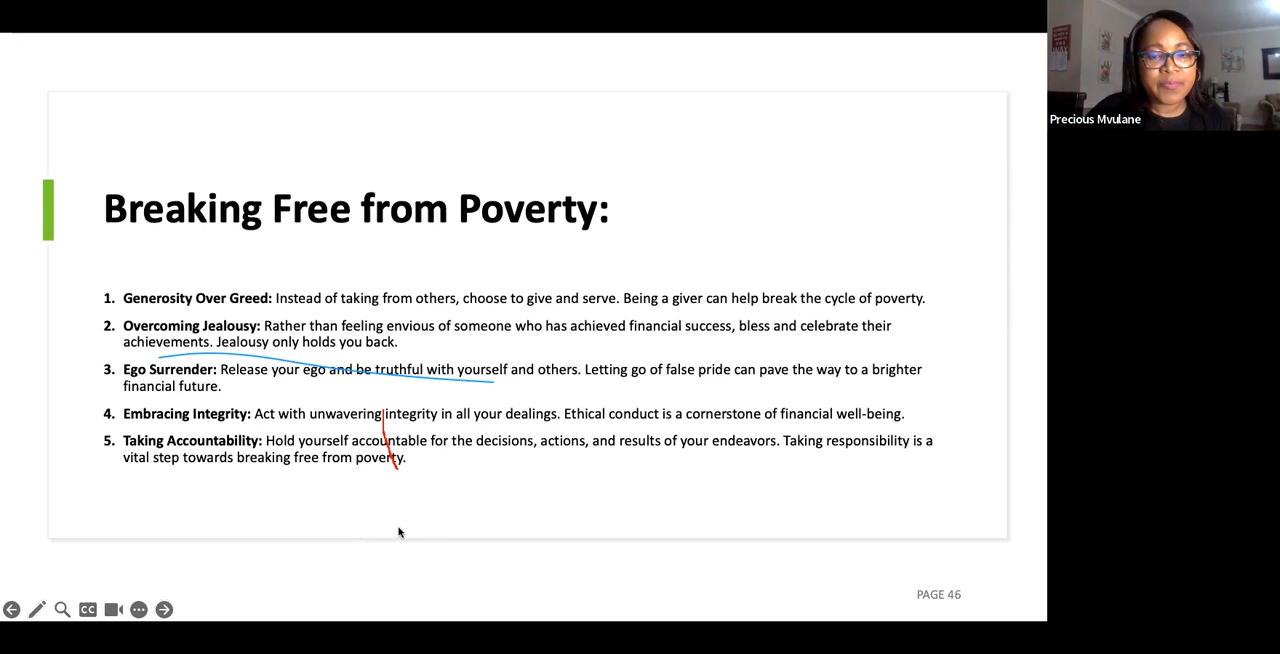 Breaking Free from Poverty:
1. Generosity Over Greed: Instead of taking from others, choose to give and serve. Being a giver can help break the cycle of poverty.
2. Overcoming Jealousy: Rather than feeling envious of someone who has achieved financial success, bless and celebrate their
achievements. Jealousy only holds you back.
3. Ego Surrender: Release your ego and be truthful with yourself and others. Letting go of false pride can pave the way to a brighter
financial future.
4. Embracing Integrity: Act with unwavering integrity in all your dealings. Ethical conduct is a cornerstone of financial well-being.
5. Taking Accountability: Hold yourself accountable for the decisions, actions, and results of your endeavors. Taking responsibility is a
vital step towards breaking free from poverty.
PAGE 46
CC
Precious Mvulane